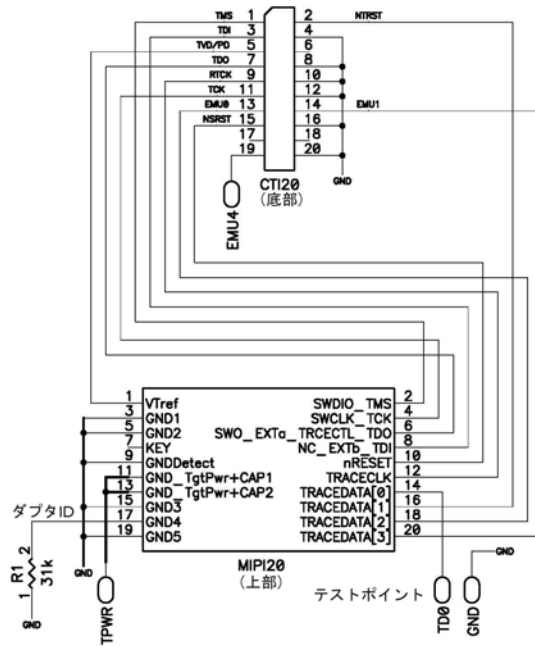 TMS 1 2 NTRST
TDI 3 4
TVD/PD 5 6
TDO 7 8
RTCK 9 10
TCK 11 12
EMU0 13 14 EMU1
NSRST 15 16
17 18
19 20
GND
CTI20
(底部)
EMU4
1 VTref SWDIO_TMS 2
3 GND1 SWCLK_TCK 4
5 GND2 SWO_EXTa_TRCECTL_TDO 6
7 KEY NC_EXTb_TDI 8
9 GNDDetect nRESET 10
11 GND_TgtPwr+CAP1 TRACECLK 12
13 GND_TgtPwr+CAP2 TRACEDATA[0] 14
15 GND3 TRACEDATA[1] 16
17 GND4 TRACEDATA[2] 18
19 GND5 TRACEDATA[3] 20
ダプタID
MIPI20
(上部)
R1
31k
2
1
GND
GND
TPWR
テストポイント
TD0
GND
GND